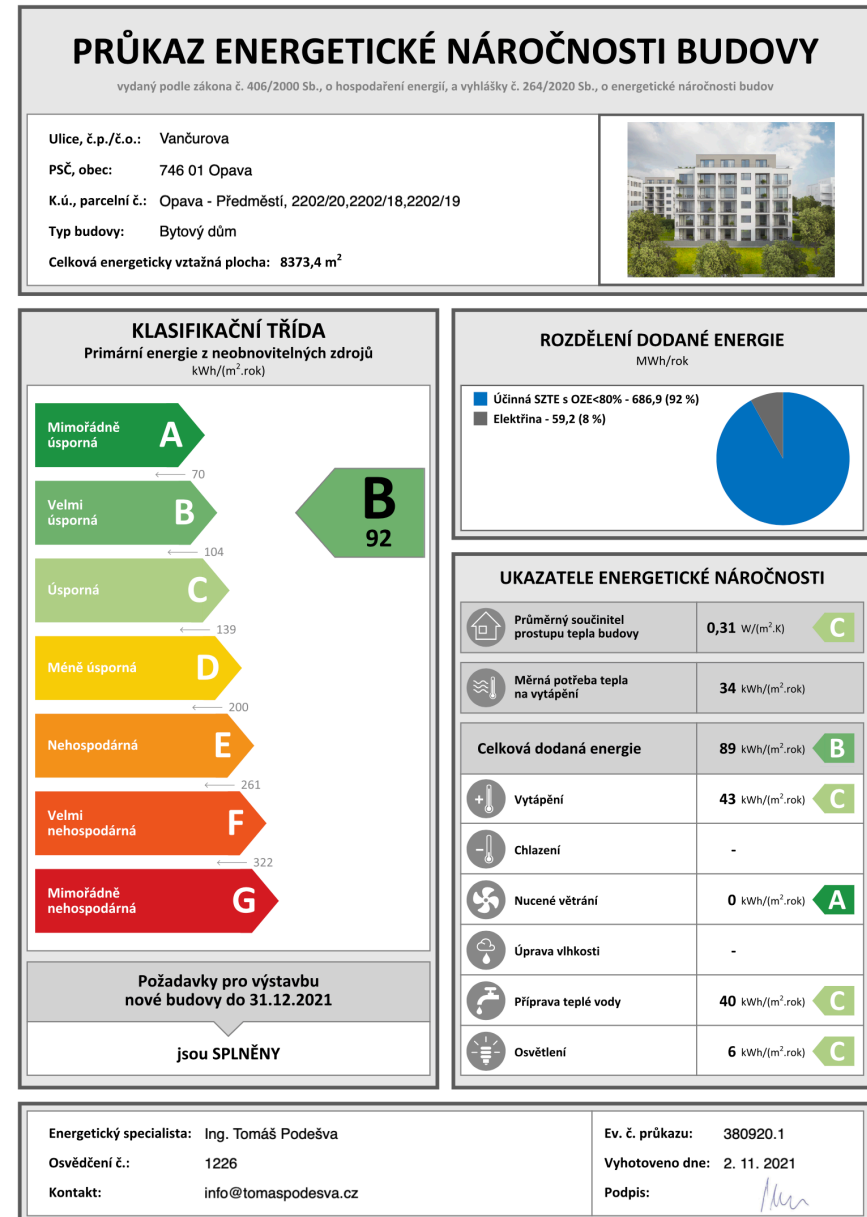 PRŮKAZ ENERGETICKÉ NÁROČNOSTI BUDOVY
vydaný podle zákona č. 406/2000 Sb., o hospodaření energií, a vyhlášky č. 264/2020 Sb., o energetické náročnosti budov
Ulice, č.p./č.o.: Vančurova
PSČ, obec: 746 01 Opava
K.ú., parcelní č.: Opava - Předměstí, 2202/20,2202/18,2202/19
Typ budovy: Bytový dům
Celková energeticky vztažná plocha: 8373,4 m²
KLASIFIKAČNÍ TŘÍDA
Primární energie z neobnovitelných zdrojů
kWh/(m².rok)
Mimořádně
úsporná
A
70
Velmi
úsporná
B
104
Úsporná
C
139
Méně úsporná
D
200
Nehospodárná
E
261
Velmi
nehospodárná
F
322
Mimořádně
nehospodárná
G
B
92
Požadavky pro výstavbu
nové budovy do 31.12.2021
jsou SPLNĚNY
ROZDĚLENÍ DODANÉ ENERGIE
MWh/rok
Účinná SZTE s OZE<80% - 686,9 (92 %)
Elektřina - 59,2 (8 %)
UKAZATELE ENERGETICKÉ NÁROČNOSTI
Průměrný součinitel
prostupu tepla budovy
0,31 W/(m².K) C
Měrná potřeba tepla
na vytápění
34 kWh/(m².rok)
Celková dodaná energie 89 kWh/(m².rok) B
Vytápění 43 kWh/(m².rok) C
Chlazení -
Nucené větrání 0 kWh/(m².rok) A
Úprava vlhkosti -
Příprava teplé vody 40 kWh/(m².rok) C
Osvětlení 6 kWh/(m².rok) C
Energetický specialista: Ing. Tomáš Podešva
Osvědčení č.: 1226
Kontakt: info@tomaspodesva.cz
Ev. č. průkazu: 380920.1
Vyhotoveno dne: 2. 11. 2021
Podpis: